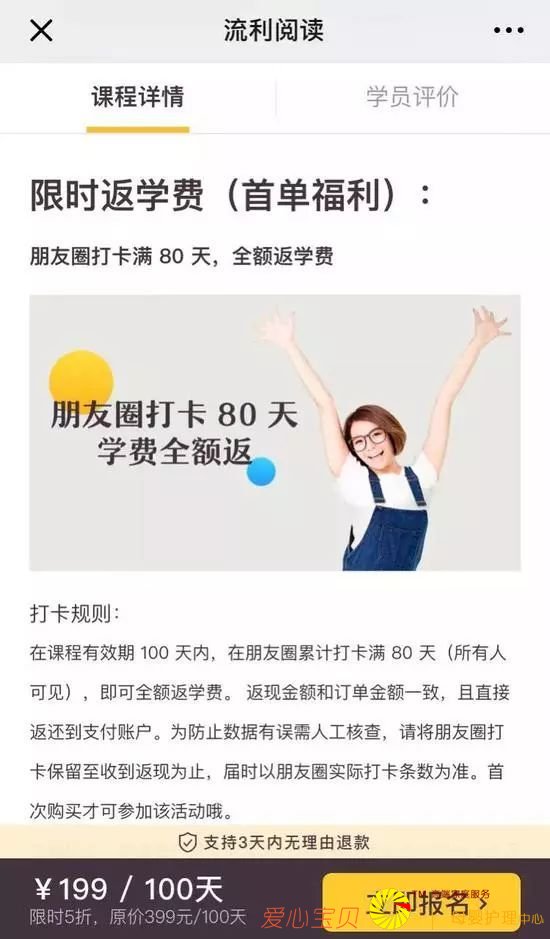 流利阅读
课程详情
学员评价
限时返学费（首单福利）：
朋友圈打卡满 80 天，全额返学费
朋友圈打卡 80 天
学费全额返
打卡规则：
在课程有效期 100 天内，在朋友圈累计打卡满 80 天（所有人
可见），即可全额返学费。 返现金额和订单金额一致，且直接
返还到支付账户。为防止数据有误需人工核查，请将朋友圈打
卡保留至收到返现为止，届时以朋友圈实际打卡条数为准。首
次购买才可参加该活动哦。
支持3天内无理由退款
￥199 / 100天
限时5折，原价399元/100天
立即报名
爱心宝贝
母婴护理中心